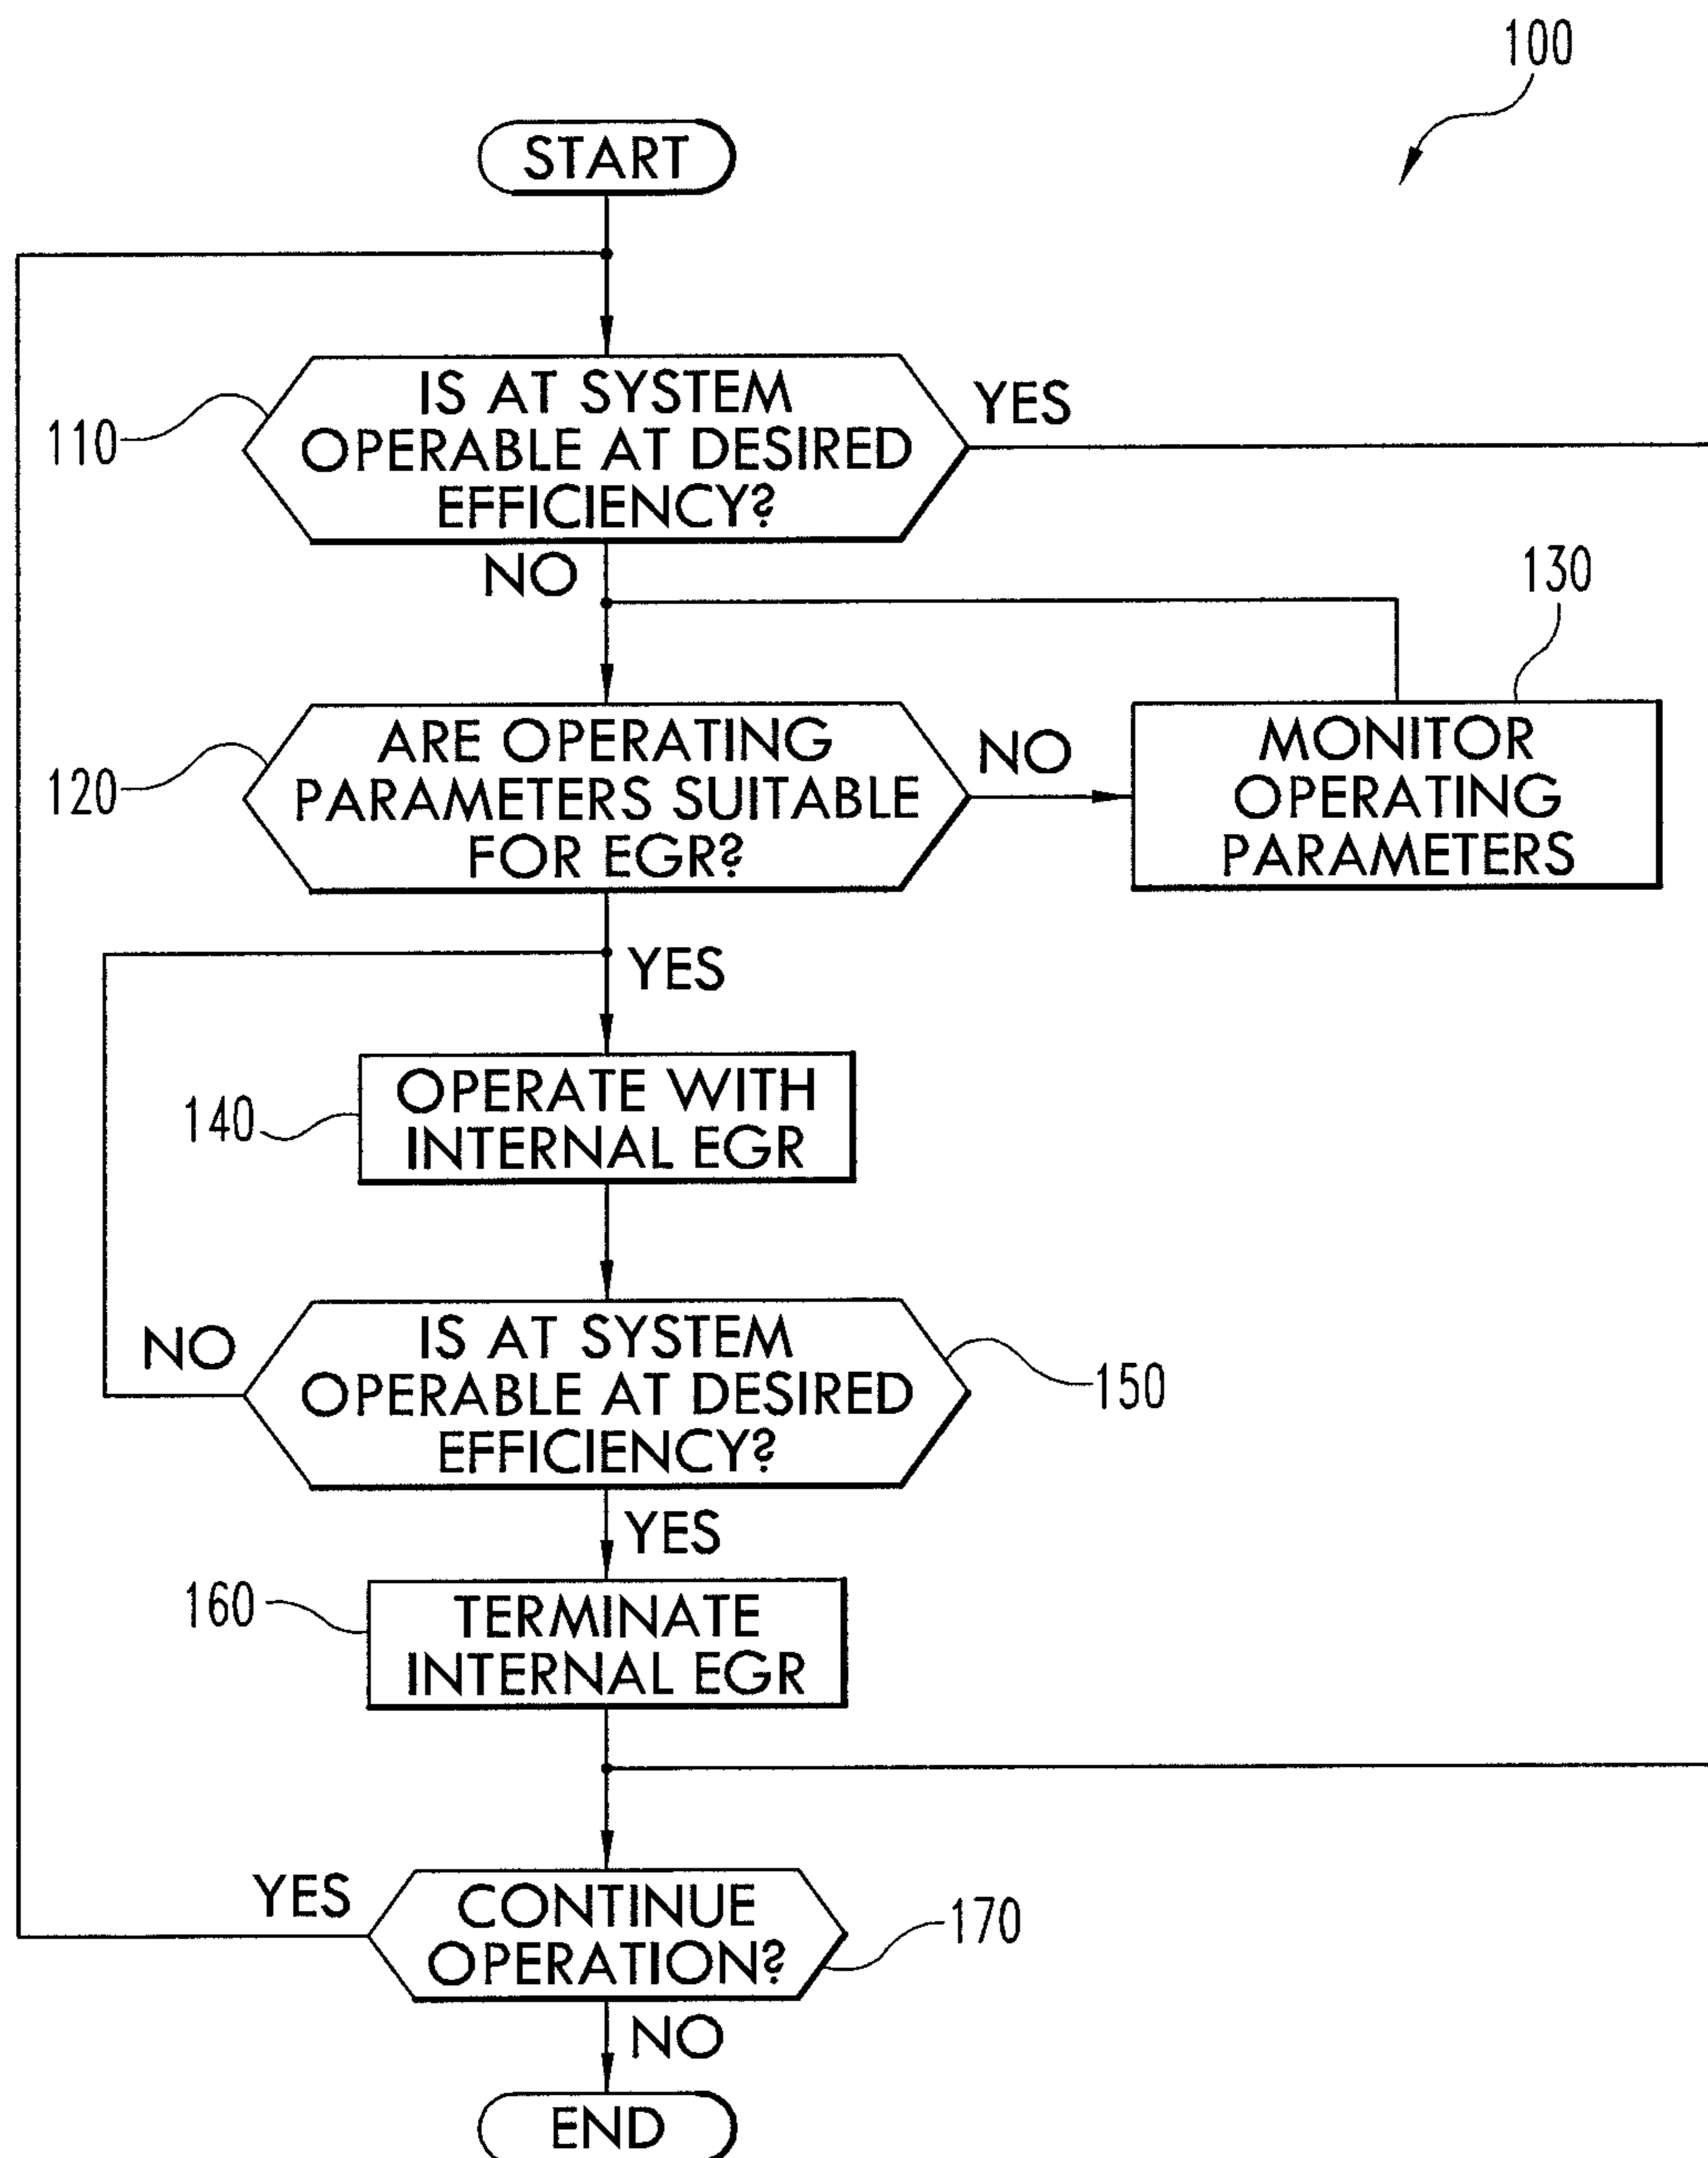 100
START
IS AT SYSTEM
OPERABLE AT DESIRED
EFFICIENCY?
YES
110
NO
130
ARE OPERATING
PARAMETERS SUITABLE
FOR EGR?
NO
MONITOR
OPERATING
PARAMETERS
120
YES
OPERATE WITH
INTERNAL EGR
140
IS AT SYSTEM
OPERABLE AT DESIRED
EFFICIENCY?
NO
150
YES
TERMINATE
INTERNAL EGR
160
YES
CONTINUE
OPERATION?
170
NO
END